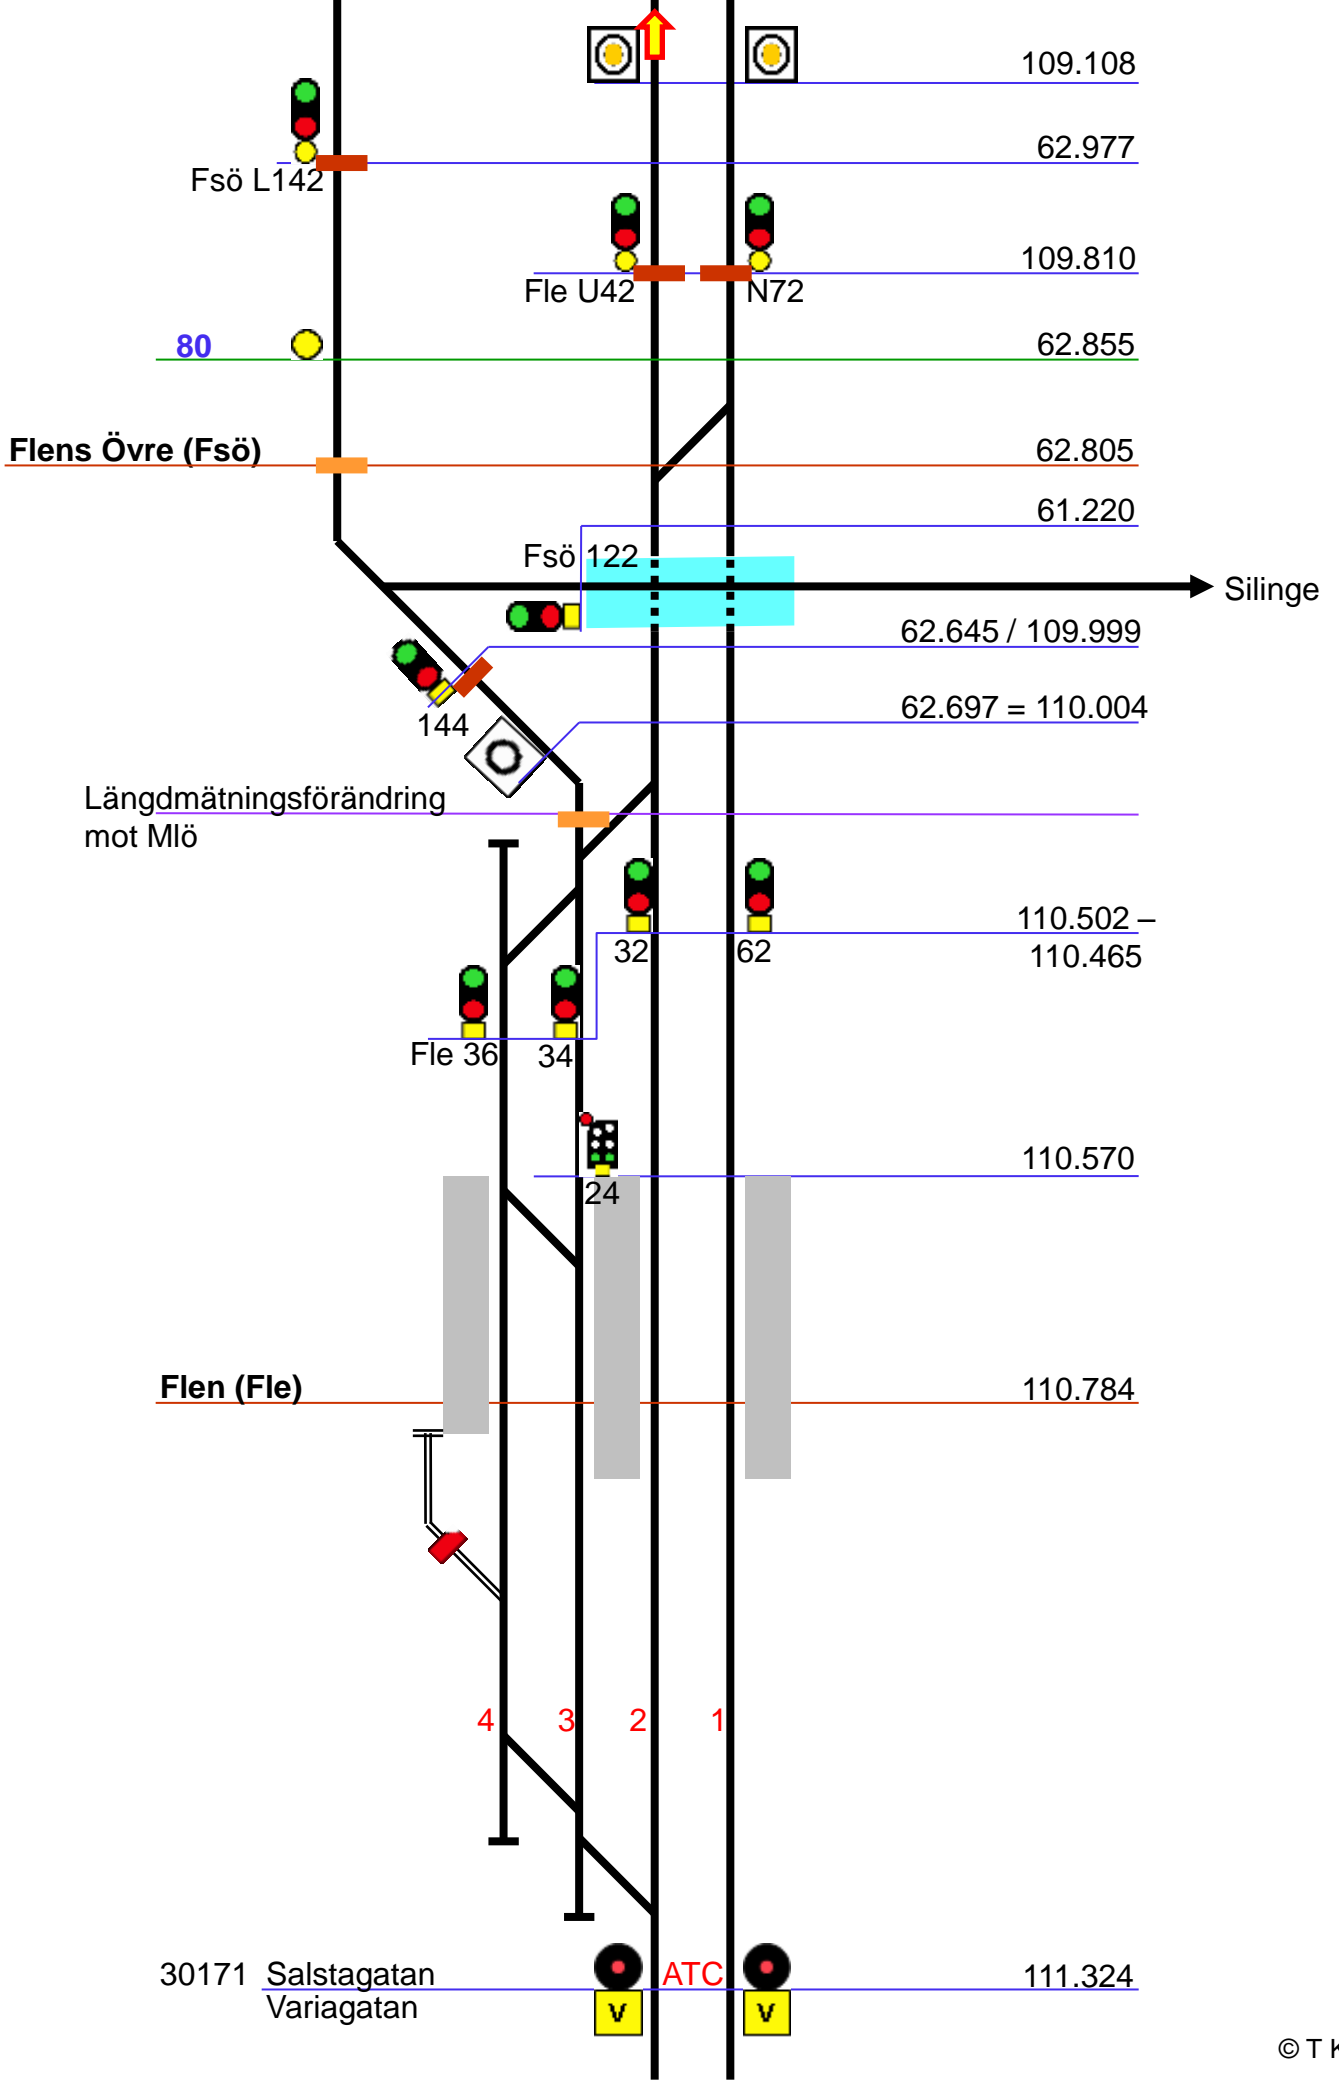 109.108
62.977
Fsö L142
109.810
Fle U42
N72
80
62.855
Flens Övre (Fsö)
62.805
61.220
Fsö 122
Silinge
62.645 / 109.999
62.697 = 110.004
144
Längdmätningsförändring
mot Mlö
110.502 –
110.465
32
62
Fle 36
34
110.570
24
Flen (Fle)
110.784
4
3
2
1
30171
Salstagatan
Variagatan
ATC
111.324
V
V
© T K